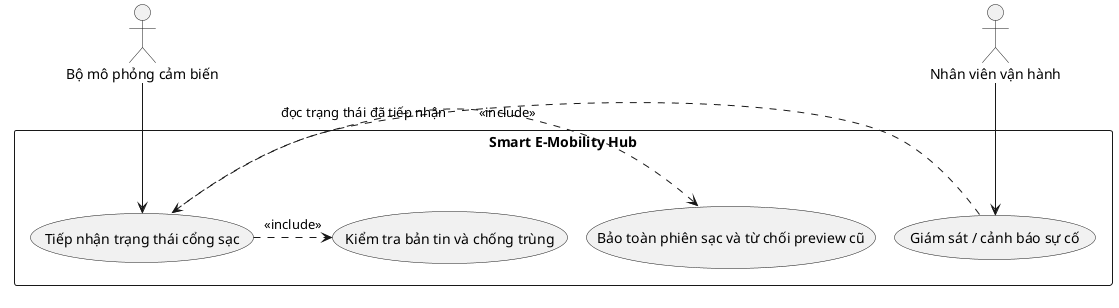 Bộ mô phỏng cảm biến
Nhân viên vận hành
đọc trạng thái đã tiếp nhận
«include»
Smart E-Mobility Hub
«include»
Tiếp nhận trạng thái cổng sạc
Kiểm tra bản tin và chống trùng
Bảo toàn phiên sạc và từ chối preview cũ
Giám sát / cảnh báo sự cố